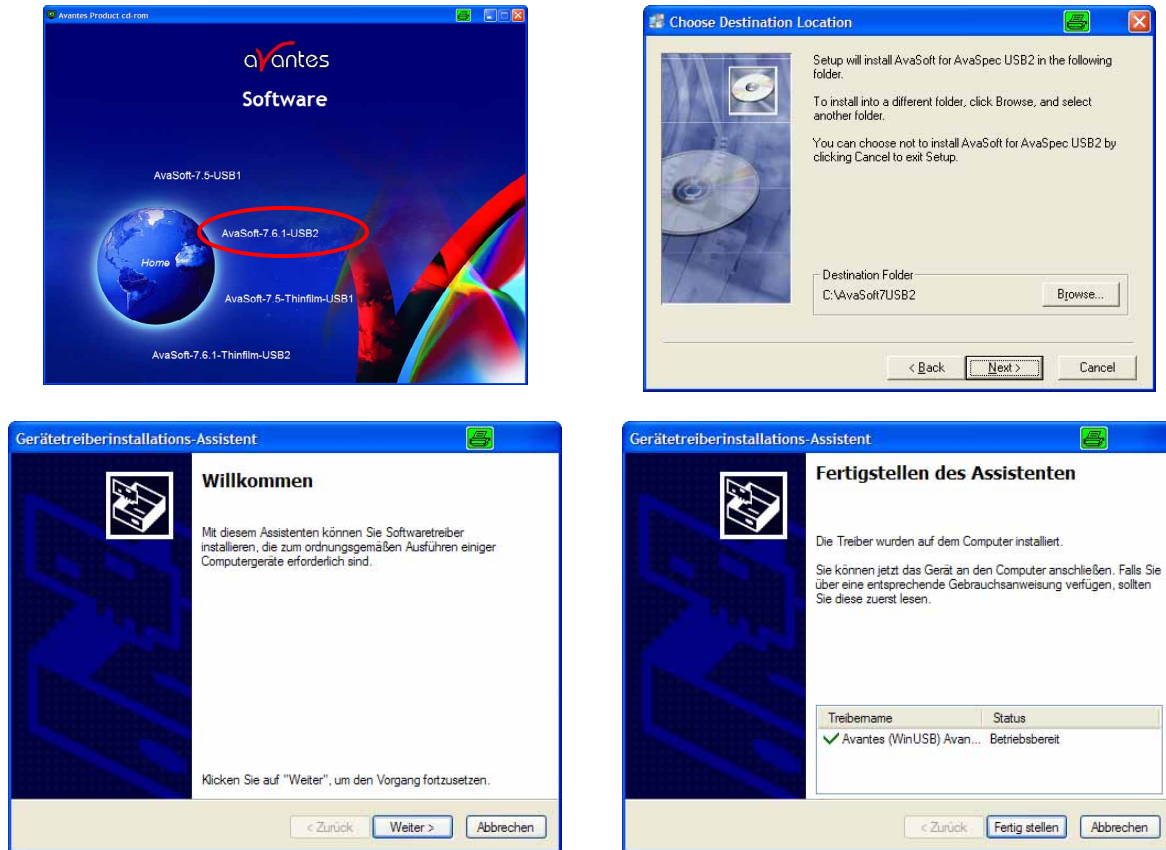 Avantes Product cd-rom
avantes
Software
AvaSoft-7.5-USB1
AvaSoft-7.6.1-USB2
Home
AvaSoft-7.5-Thinfilm-USB1
AvaSoft-7.6.1-Thinfilm-USB2
Choose Destination Location
Setup will install AvaSoft for AvaSpec USB2 in the following
folder.
To install into a different folder, click Browse, and select
another folder.
You can choose not to install AvaSoft for AvaSpec USB2 by
clicking Cancel to exit Setup.
Destination Folder
C:\AvaSoft7USB2
Browse...
< Back
Next >
Cancel
Gerätetreiberinstallations-Assistent
Willkommen
Mit diesem Assistenten können Sie Softwaretreiber
installieren, die zum ordnungsgemäßen Ausführen einiger
Computergeräte erforderlich sind.
Klicken Sie auf "Weiter", um den Vorgang fortzusetzen.
< Zurück
Weiter >
Abbrechen
Gerätetreiberinstallations-Assistent
Fertigstellen des Assistenten
Die Treiber wurden auf dem Computer installiert.
Sie können jetzt das Gerät an den Computer anschließen. Falls Sie
über eine entsprechende Gebrauchsanweisung verfügen, sollten
Sie diese zuerst lesen.
Treibername Status
Avantes (WinUSB) Avan... Betriebsbereit
< Zurück
Fertig stellen
Abbrechen